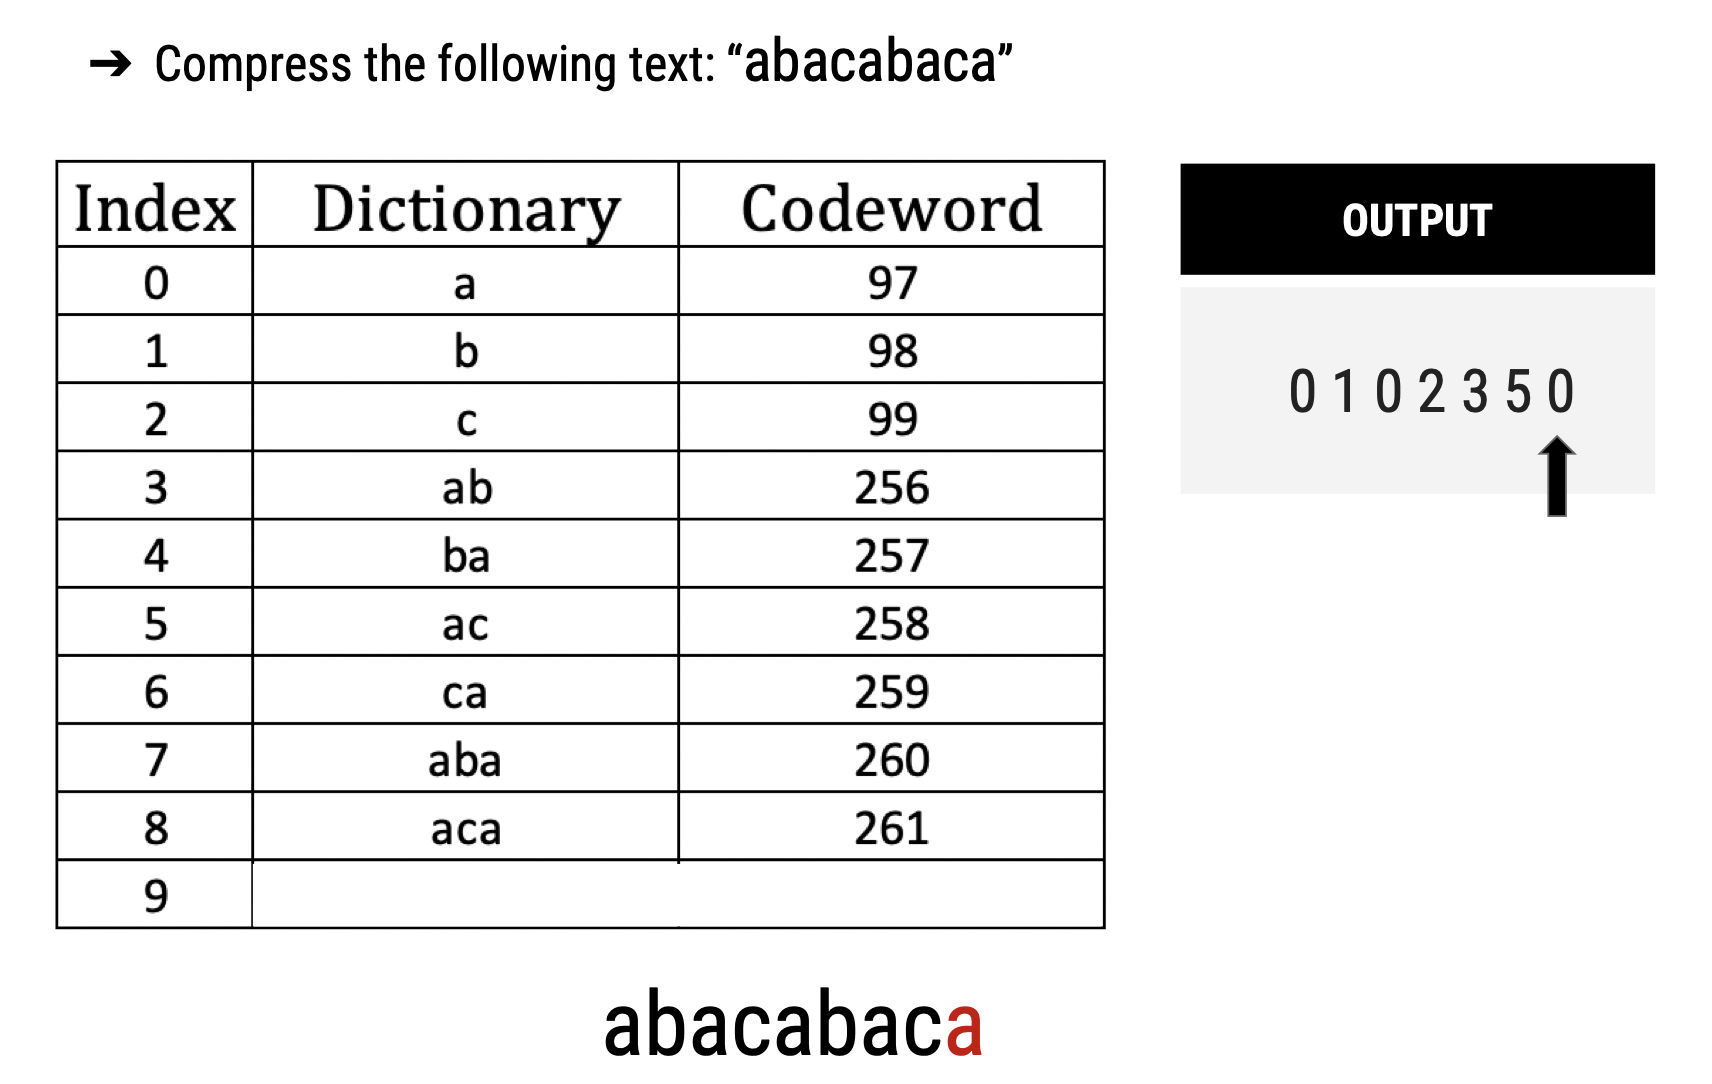 ➔ Compress the following text: “abacabaca”
Index Dictionary Codeword
0 a 97
1 b 98
2 c 99
3 ab 256
4 ba 257
5 ac 258
6 ca 259
7 aba 260
8 aca 261
9
OUTPUT
0 1 0 2 3 5 0
abacabaca